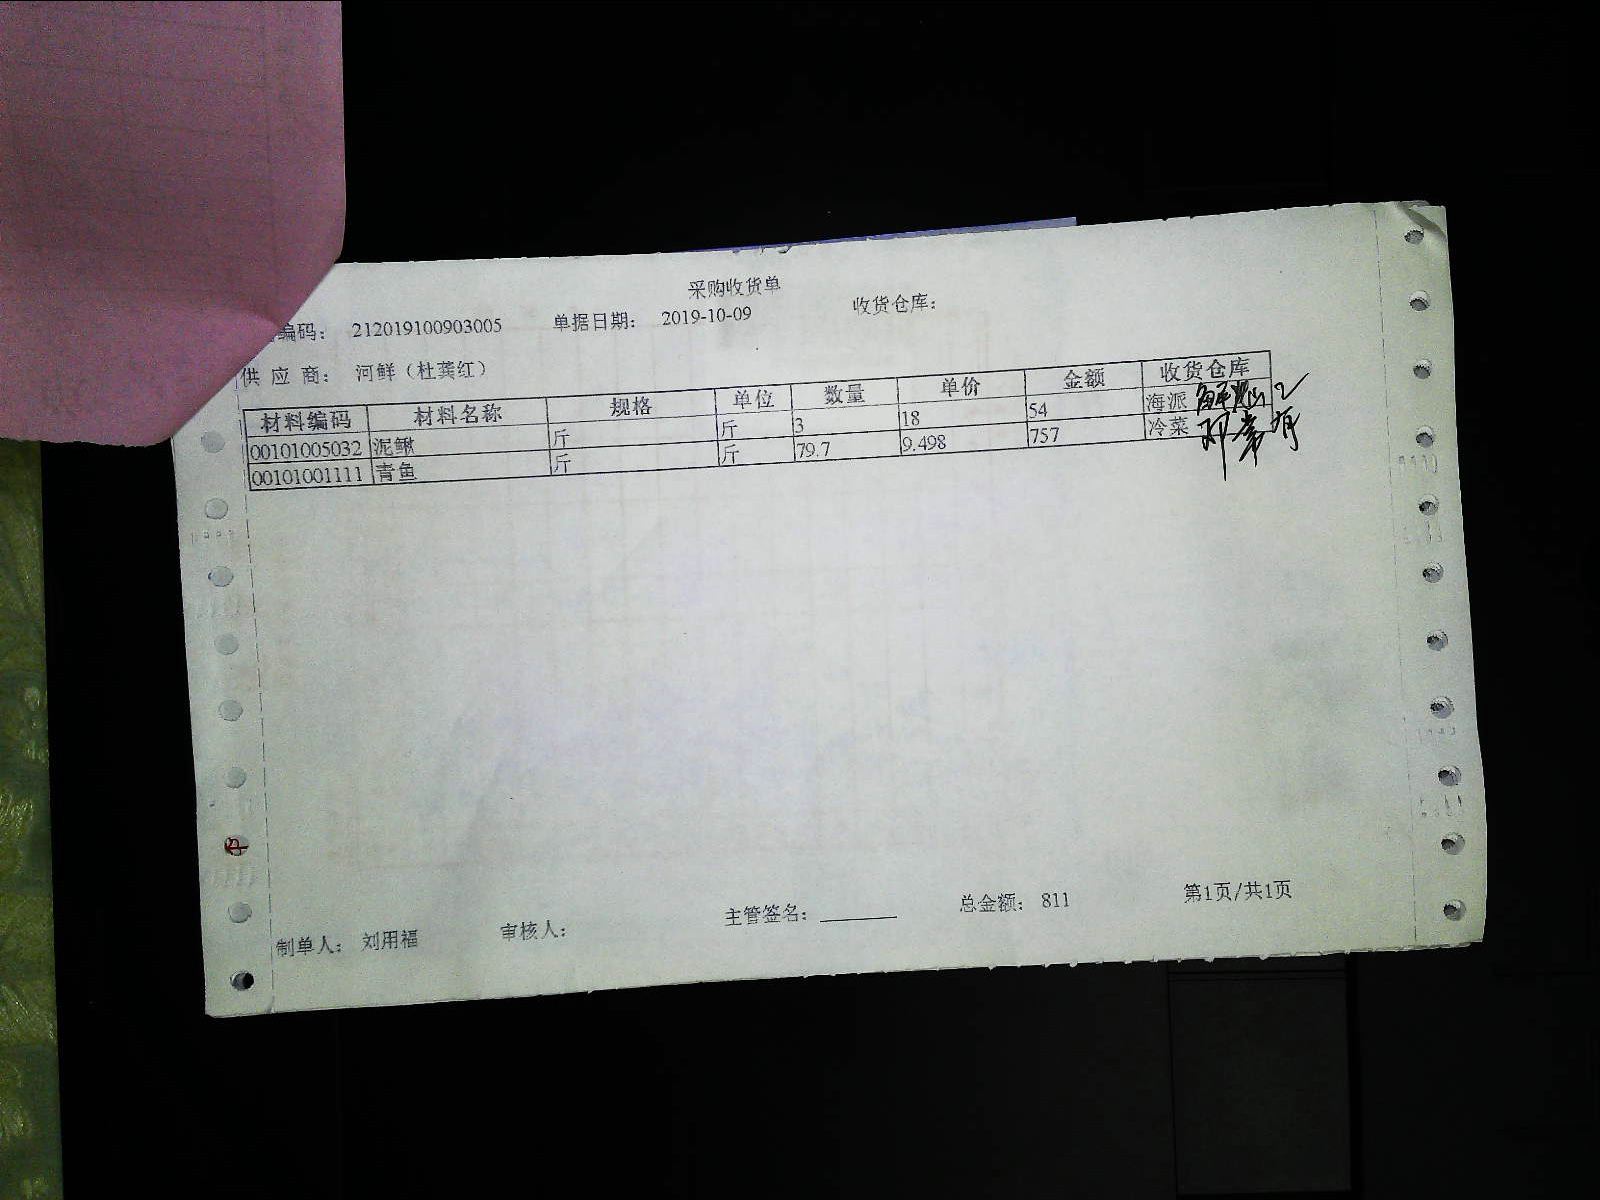 采购收货单
编码： 212019100903005 单据日期： 2019-10-09 收货仓库：
供 应 商： 河鲜（杜龚红）
材料编码 材料名称 规格 单位 数量 单价 金额 收货仓库
00101005032 泥鳅 斤 斤 3 18 54 海派
00101001111 青鱼 斤 斤 79.7 9.498 757 冷菜
制单人： 刘用福 审核人： 主管签名： 总金额： 811 第1页/共1页